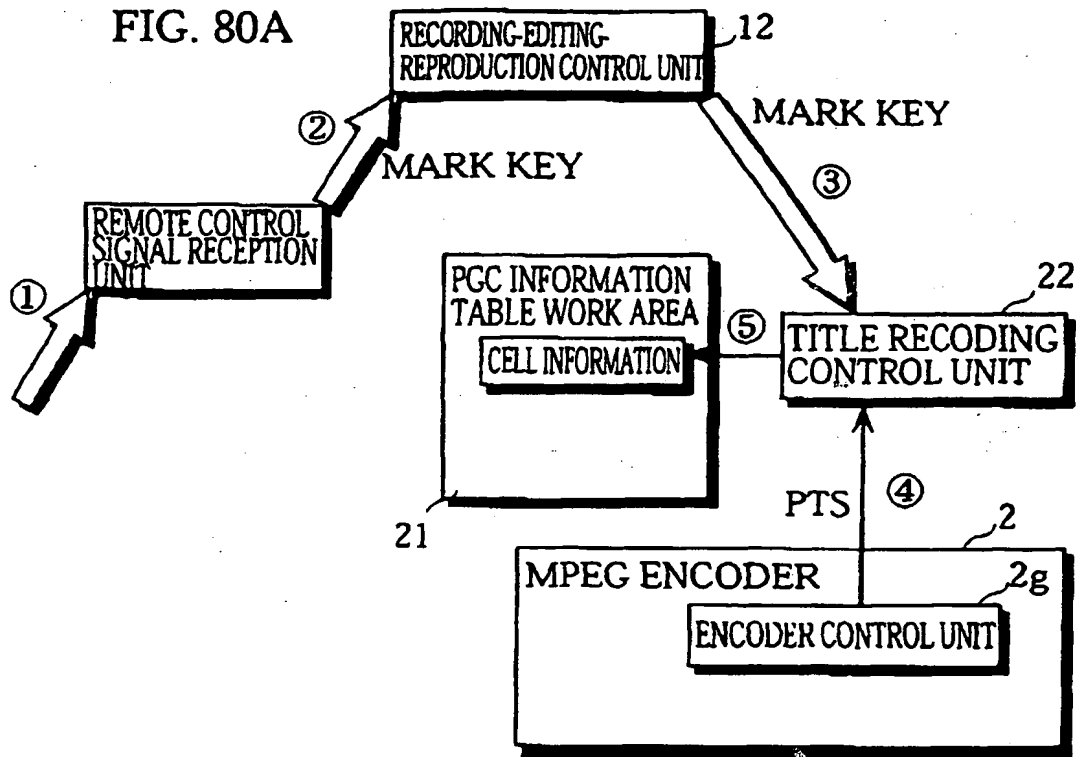 FIG. 80A
12
RECORDING-EDITING-
REPRODUCTION CONTROL UNIT
②
MARK KEY
MARK KEY
③
REMOTE CONTROL
SIGNAL RECEPTION
UNIT
①
PGC INFORMATION
TABLE WORK AREA
CELL INFORMATION
21
⑤
22
TITLE RECODING
CONTROL UNIT
PTS
④
2
MPEG ENCODER
2g
ENCODER CONTROL UNIT